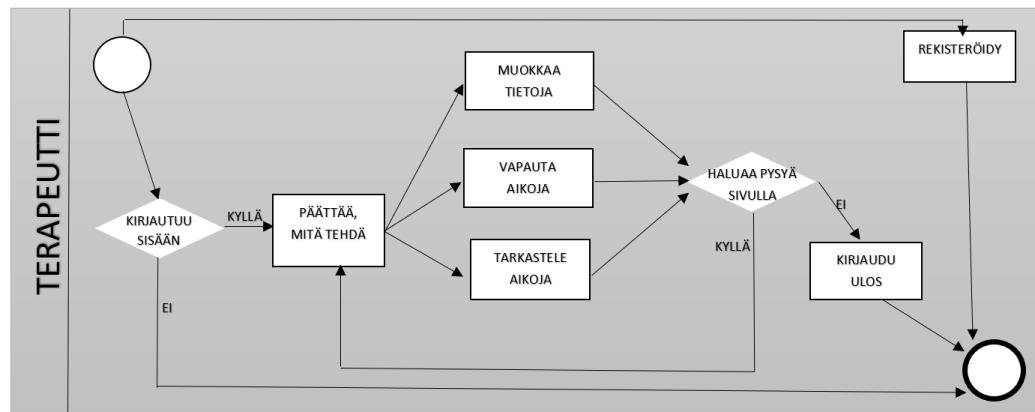 TERAPEUTTI
REKISTERÖIDY
MUOKKAA
TIETOJA
VAPAUTA
AIKOJA
TARKASTELE
AIKOJA
KIRJAUTUU
SISÄÄN
KYLLÄ
EI
PÄÄTTÄÄ,
MITÄ TEHDÄ
HALUAA PYSYÄ
SIVULLA
EI
KYLLÄ
KIRJAUDU
ULOS